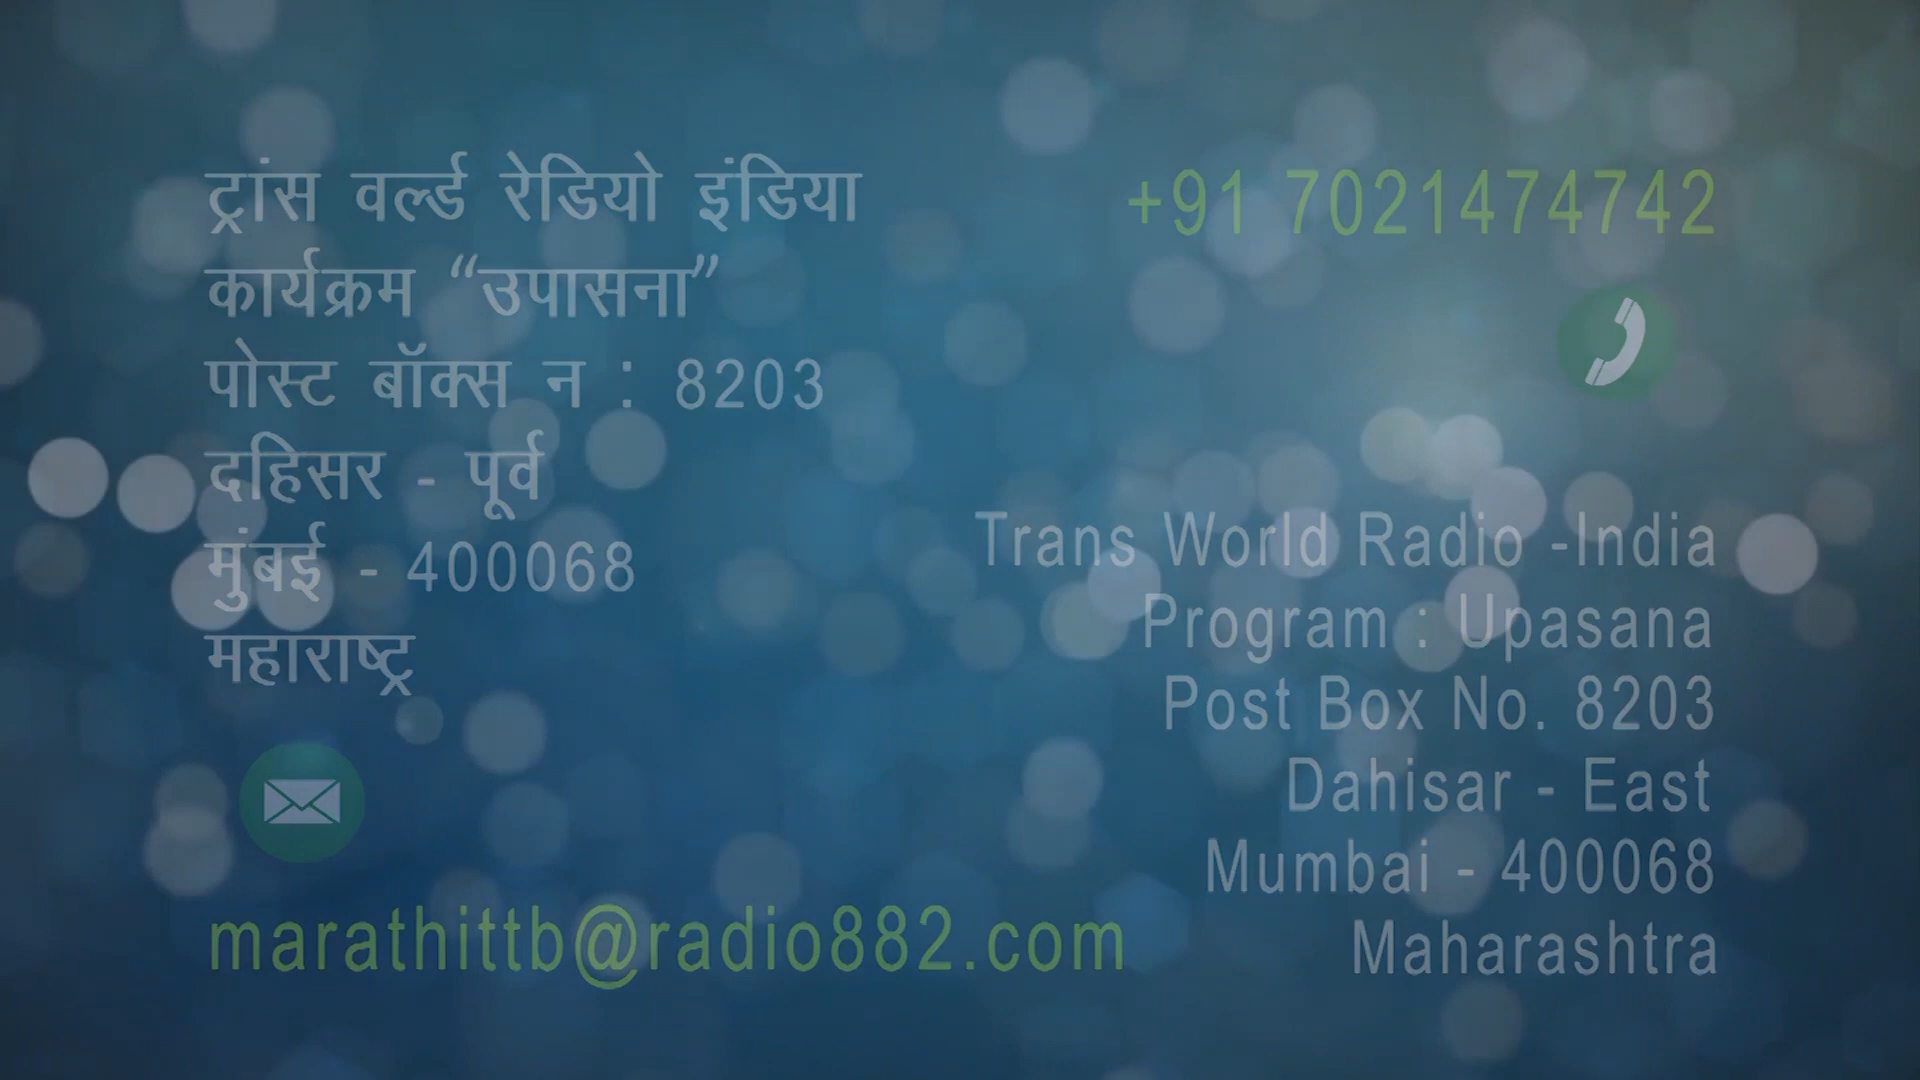 ट्रांस वर्ल्ड रेडियो इंडिया
कार्यक्रम “उपासना”
पोस्ट बॉक्स न : 8203
दहिसर - पूर्व
मुंबई - 400068
महाराष्ट्र
marathittb@radio882.com
+91 7021474742
Trans World Radio -India
Program : Upasana
Post Box No. 8203
Dahisar - East
Mumbai - 400068
Maharashtra